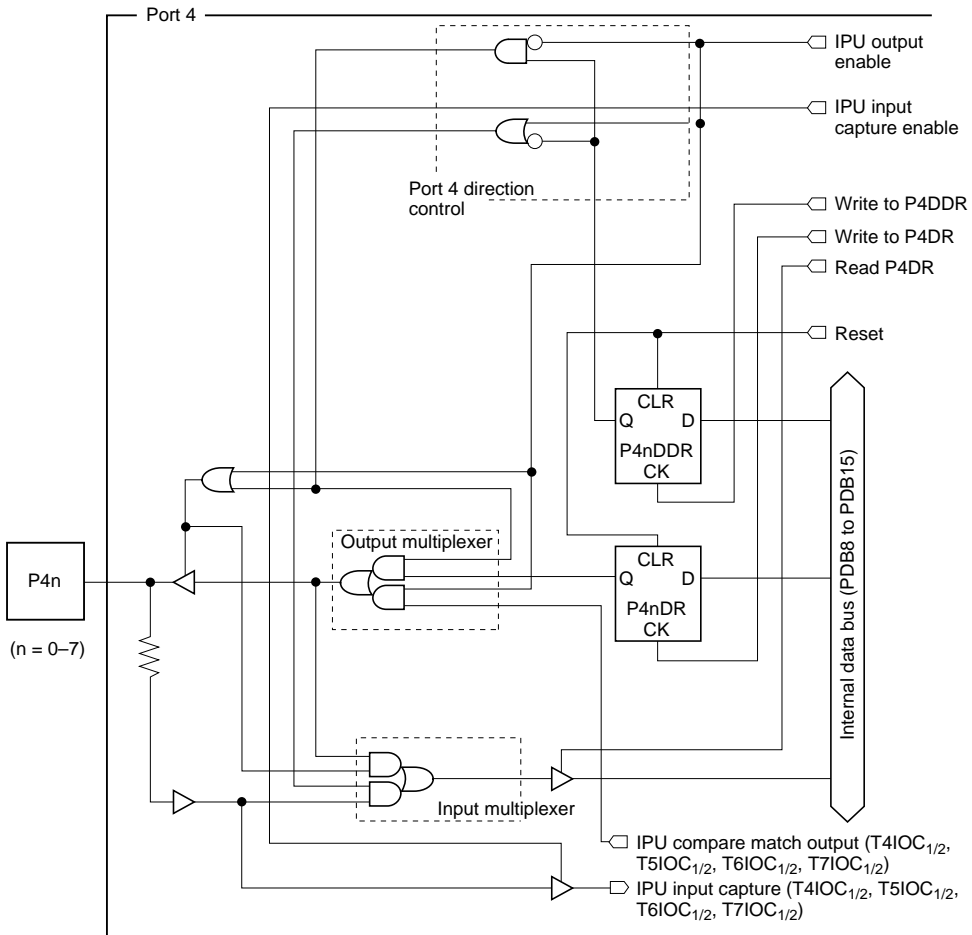 Port 4
IPU output
enable
IPU input
capture enable
Port 4 direction
control
Write to P4DDR
Write to P4DR
Read P4DR
Reset
CLR
Q D
P4nDDR
CK
Output multiplexer
CLR
Q D
P4nDR
CK
P4n
(n = 0–7)
Internal data bus (PDB8 to PDB15)
Input multiplexer
IPU compare match output (T4IOC1/2,
T5IOC1/2, T6IOC1/2, T7IOC1/2)
IPU input capture (T4IOC1/2, T5IOC1/2,
T6IOC1/2, T7IOC1/2)